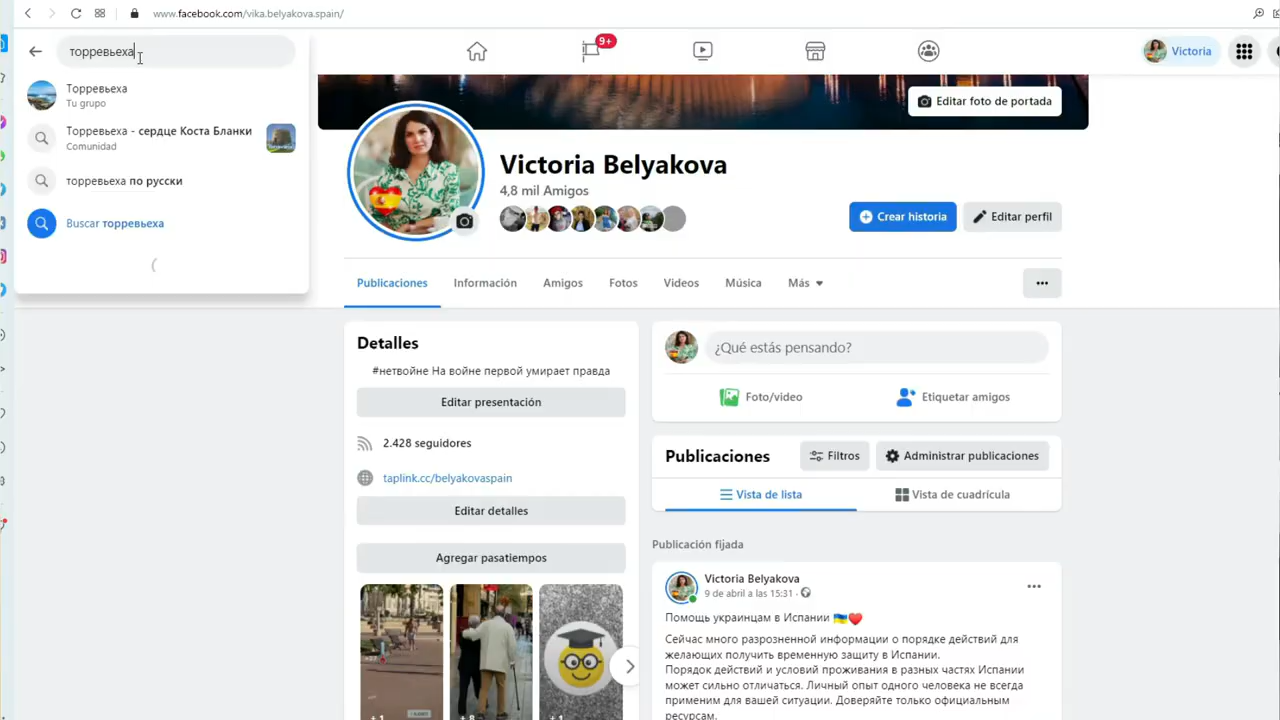 www.facebook.com/vika.belyakova.spain/
торревьеха
9+
Victoria
Торревьеха
Tu grupo
Торревьеха - сердце Коста Бланки
Comunidad
торревьеха по русски
Buscar торревьеха
Editar foto de portada
Victoria Belyakova
4,8 mil Amigos
Crear historia
Editar perfil
Publicaciones
Información
Amigos
Fotos
Videos
Música
Más
Detalles
#нетвойне На войне первой умирает правда
Editar presentación
2.428 seguidores
taplink.cc/belyakovaspain
Editar detalles
Agregar pasatiempos
¿Qué estás pensando?
Foto/video
Etiquetar amigos
Publicaciones
Filtros
Administrar publicaciones
Vista de lista
Vista de cuadrícula
Publicación fijada
Victoria Belyakova
9 de abril a las 15:31 ·
Помощь украинцам в Испании 🇺🇦❤️
Сейчас много разрозненной информации о порядке действий для
желающих получить временную защиту в Испании.
Порядок действий и условий проживания в разных частях Испании
может сильно отличаться. Личный опыт одного человека не всегда
применим для вашей ситуации. Доверяйте только официальным
ресурсам.